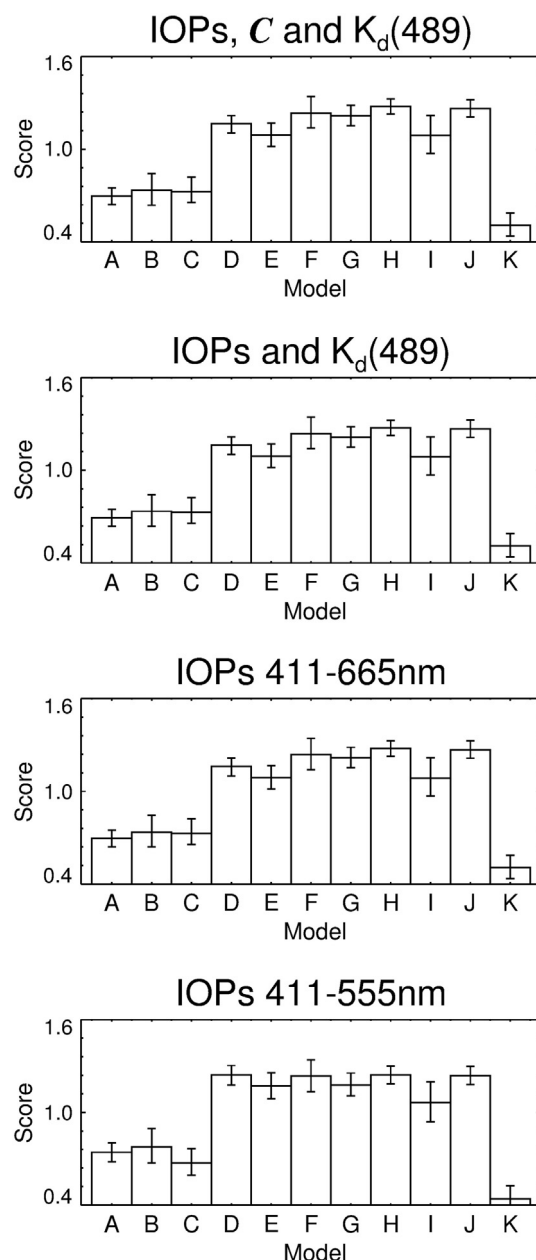 IOPs, C and Kd(489)
1.6
1.0
0.4
Score
A B C D E F G H I J K
Model
IOPs and Kd(489)
1.6
1.0
0.4
Score
A B C D E F G H I J K
Model
IOPs 411-665nm
1.6
1.0
0.4
Score
A B C D E F G H I J K
Model
IOPs 411-555nm
1.6
1.0
0.4
Score
A B C D E F G H I J K
Model